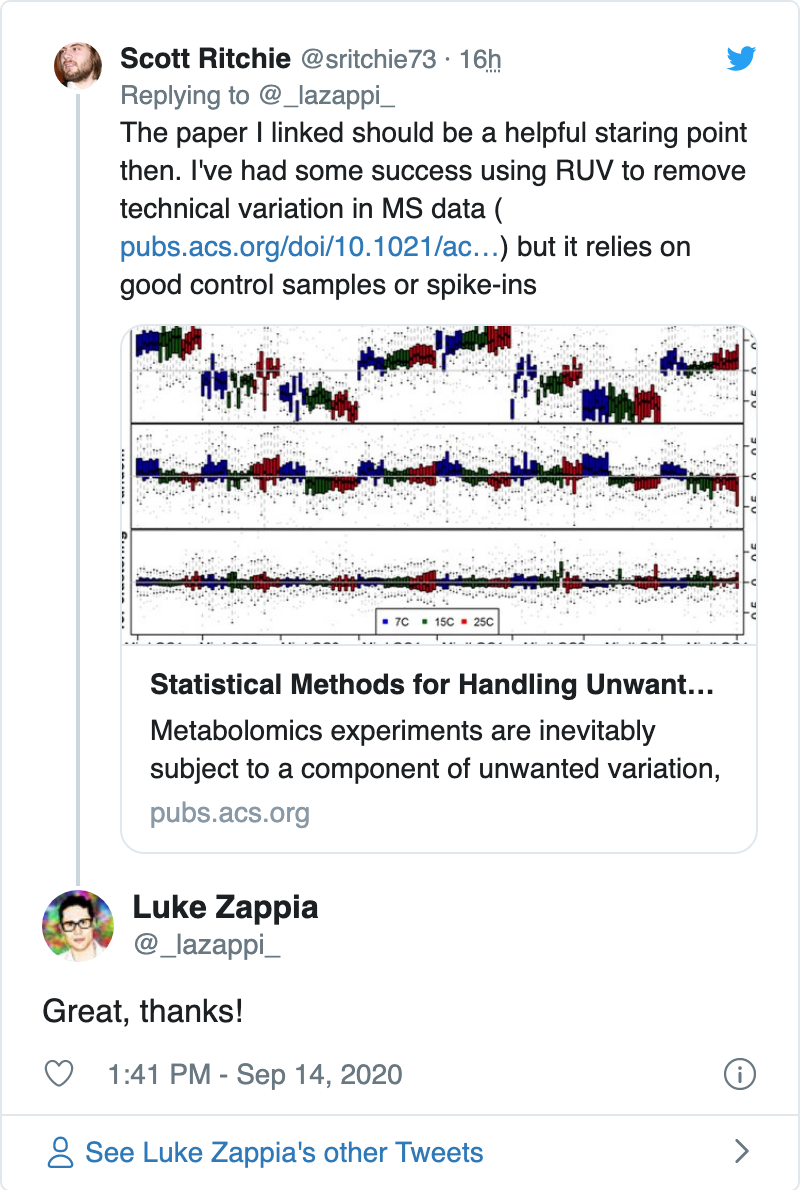 Scott Ritchie @sritchie73 · 16h
Replying to @_lazappi_
The paper I linked should be a helpful staring point
then. I've had some success using RUV to remove
technical variation in MS data (
pubs.acs.org/doi/10.1021/ac…) but it relies on
good control samples or spike-ins
7C 15C 25C
Statistical Methods for Handling Unwant…
Metabolomics experiments are inevitably
subject to a component of unwanted variation,
pubs.acs.org
Luke Zappia
@_lazappi_
Great, thanks!
1:41 PM - Sep 14, 2020
See Luke Zappia's other Tweets